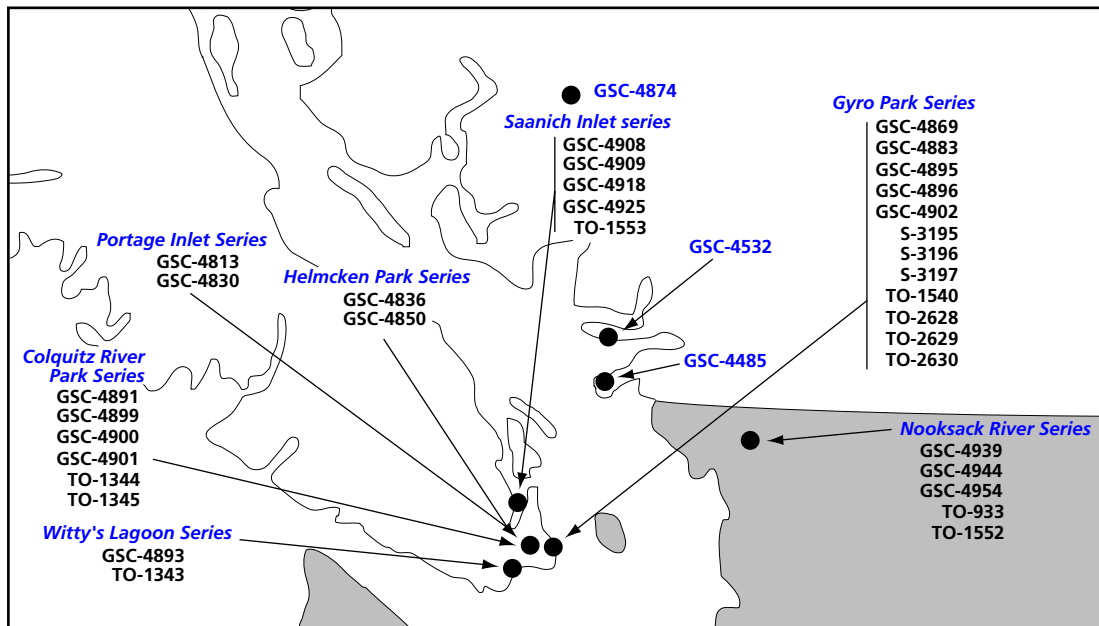 GSC-4874
Saanich Inlet series
GSC-4908
GSC-4909
GSC-4918
GSC-4925
TO-1553
Gyro Park Series
GSC-4869
GSC-4883
GSC-4895
GSC-4896
GSC-4902
S-3195
S-3196
S-3197
TO-1540
TO-2628
TO-2629
TO-2630
Portage Inlet Series
GSC-4813
GSC-4830
Helmcken Park Series
GSC-4836
GSC-4850
GSC-4532
GSC-4485
Colquitz River
Park Series
GSC-4891
GSC-4899
GSC-4900
GSC-4901
TO-1344
TO-1345
Nooksack River Series
GSC-4939
GSC-4944
GSC-4954
TO-933
TO-1552
Witty's Lagoon Series
GSC-4893
TO-1343